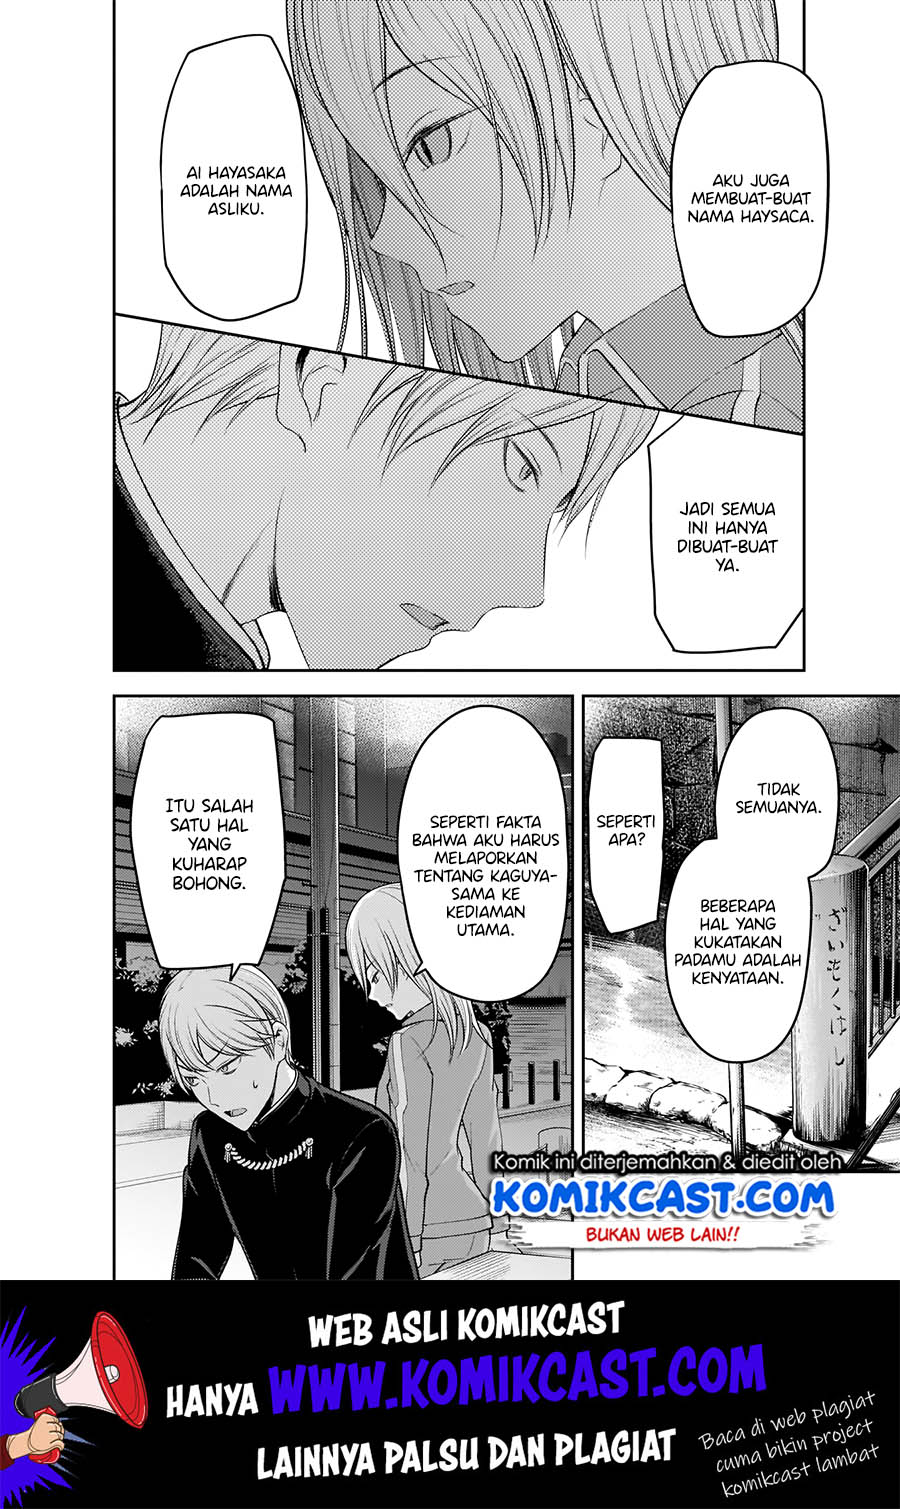 AKU JUGA
MEMBUAT-BUAT
NAMA HAYSACA.
AI HAYASAKA
ADALAH NAMA
ASLIKU.
JADI SEMUA
INI HANYA
DIBUAT-BUAT
YA.
TIDAK
SEMUANYA.
BEBERAPA
HAL YANG
KUKATAKAN
PADAMU ADALAH
KENYATAAN.
SEPERTI
APA?
ざいもくばし
SEPERTI FAKTA
BAHWA AKU HARUS
MELAPORKAN
TENTANG KAGUYA-
SAMA KE
KEDIAMAN
UTAMA.
ITU SALAH
SATU HAL
YANG
KUHARAP
BOHONG.
Komik ini diterjemahkan & diedit oleh
KOMIKCAST.COM
BUKAN WEB LAIN!!
WEB ASLI KOMIKCAST
HANYA WWW.KOMIKCAST.COM
LAINNYA PALSU DAN PLAGIAT
Baca di web plagiat
cuma bikin project
komikcast lambat